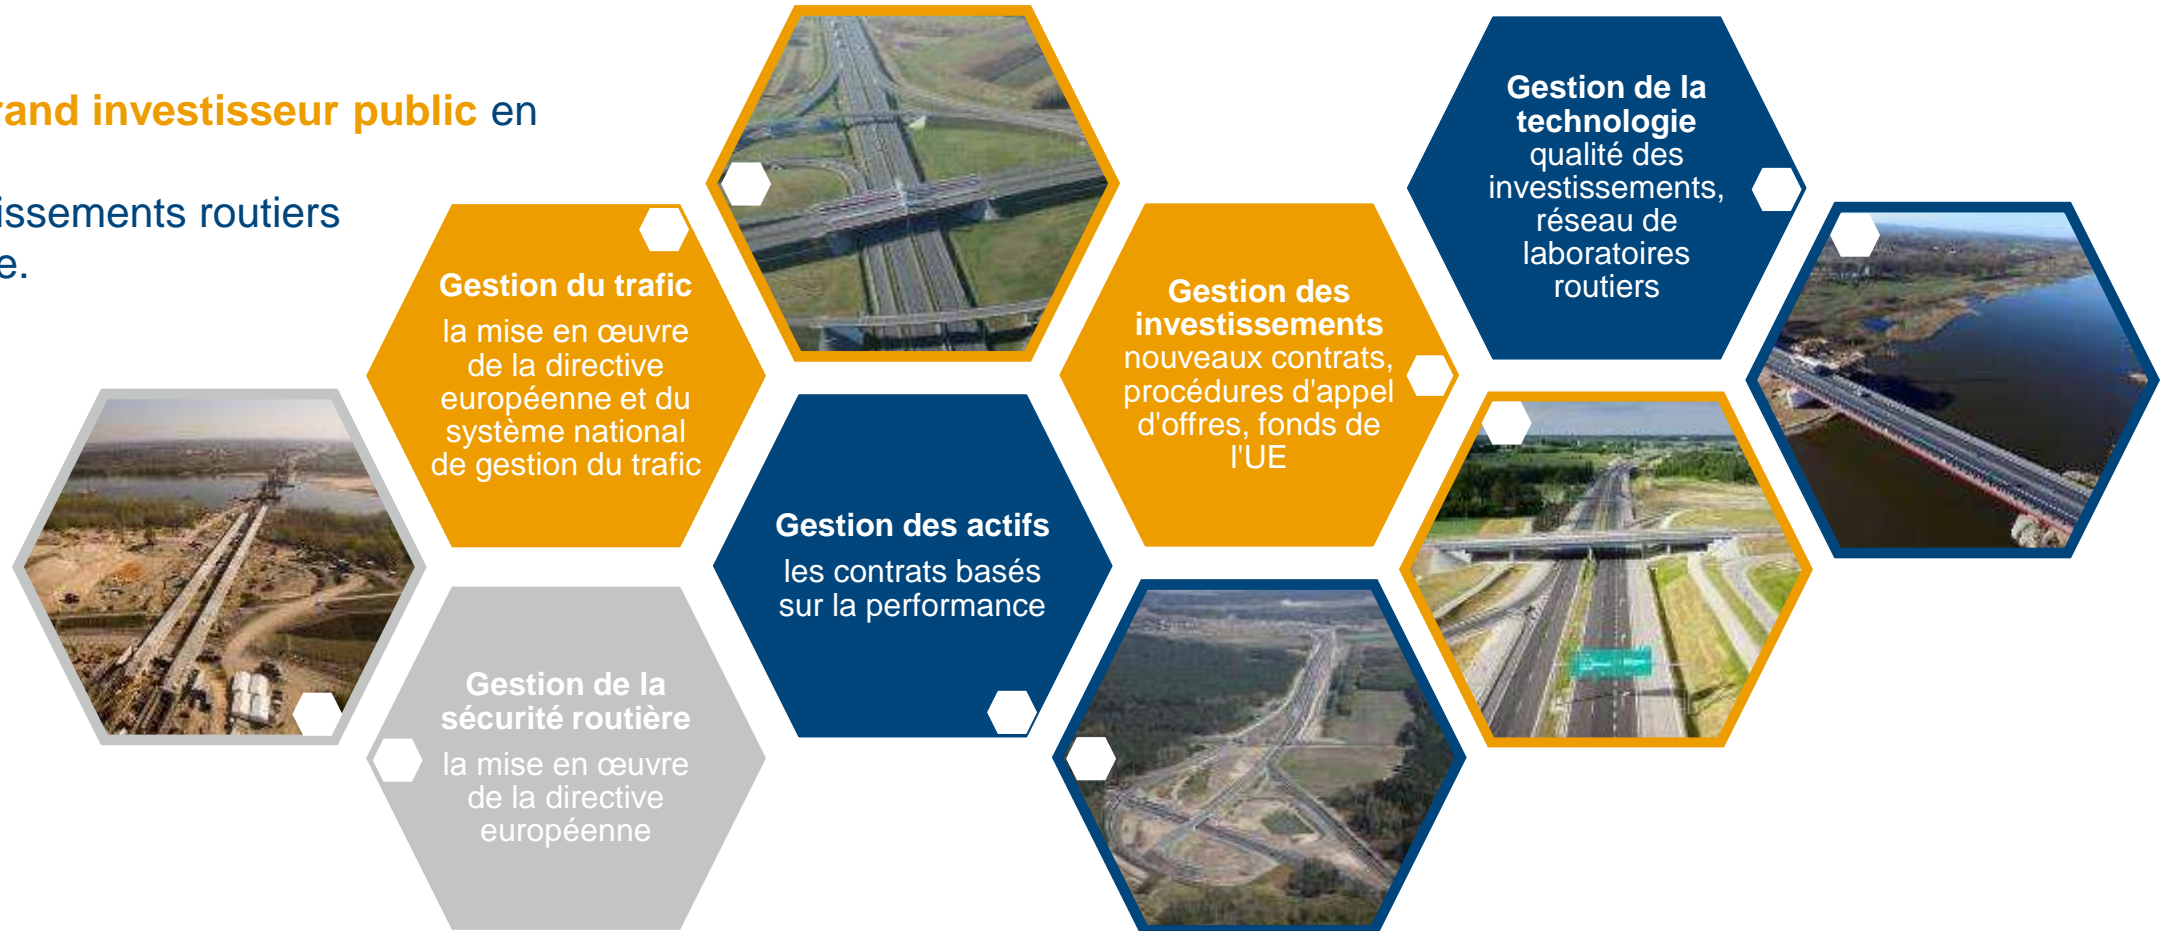 rand investisseur public en
issements routiers
e.
Gestion du trafic
la mise en œuvre
de la directive
européenne et du
système national
de gestion du trafic
Gestion de la
sécurité routière
la mise en œuvre
de la directive
européenne
Gestion des actifs
les contrats basés
sur la performance
Gestion des
investissements
nouveaux contrats,
procédures d'appel
d'offres, fonds de
l'UE
Gestion de la
technologie
qualité des
investissements,
réseau de
laboratoires
routiers